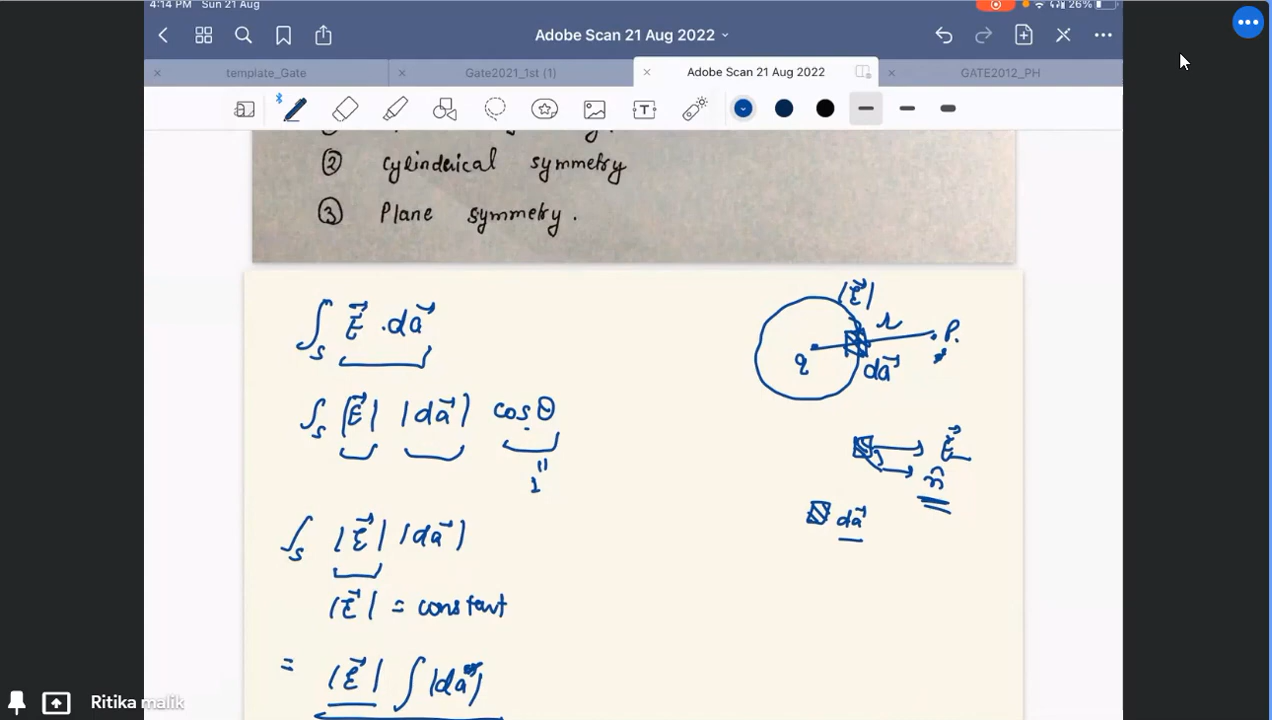 4:14 PM Sun 21 Aug
26%
Adobe Scan 21 Aug 2022
template_Gate
Gate2021_1st (1)
Adobe Scan 21 Aug 2022
GATE2012_PH
② cylinderical symmetry
③ Plane symmetry.
∫s E⃗ . da⃗
∫s |E⃗| |da⃗| cos θ
"
1
∫s |E⃗| |da⃗|
|E⃗| = constant
= |E⃗| ∫ |da⃗|
|E⃗|
r
P.
q
da⃗
E⃗
n̂
da⃗
Ritika malik